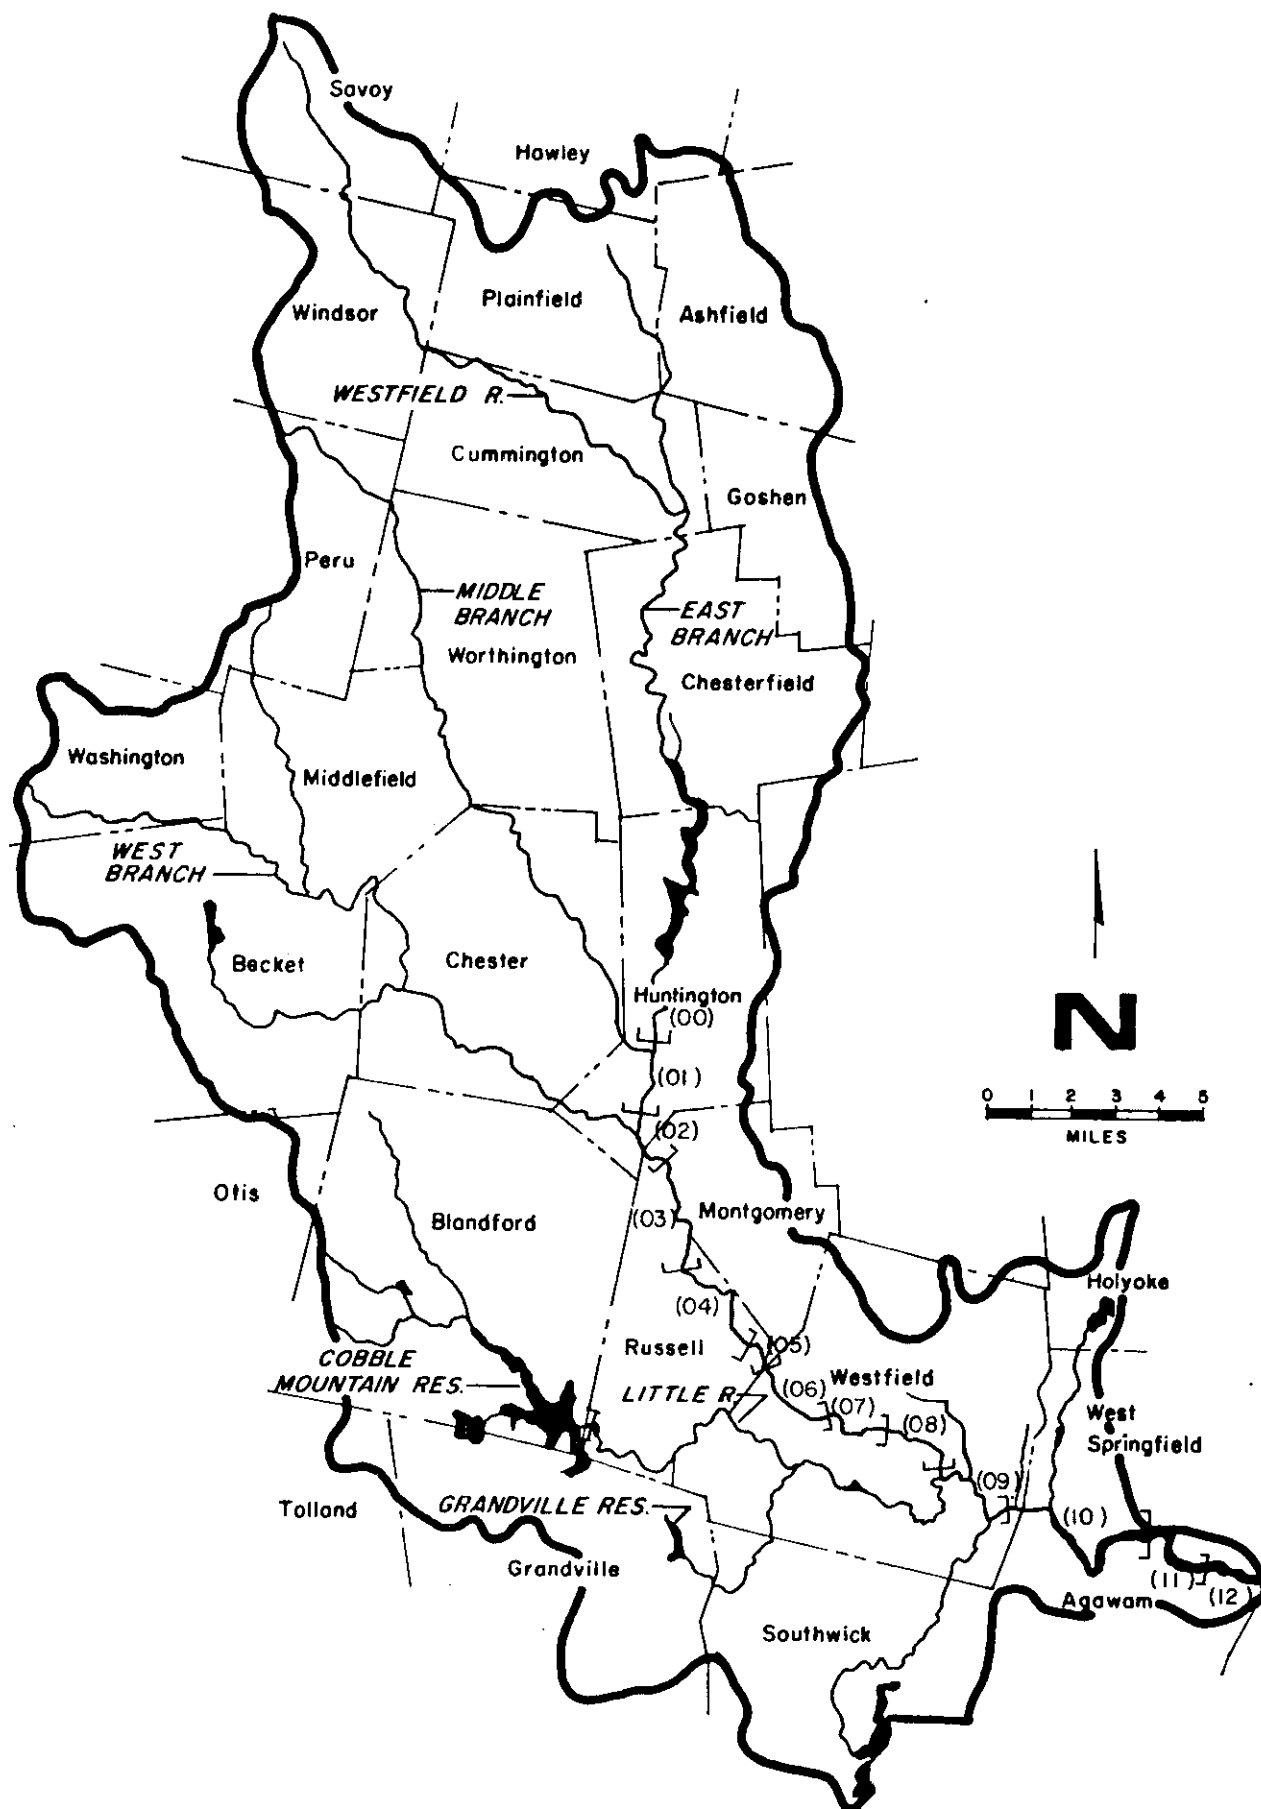 Savoy
Hawley
Windsor
Plainfield
Ashfield
WESTFIELD R.
Cummington
Goshen
Peru
MIDDLE
BRANCH
EAST
BRANCH
Worthington
Chesterfield
Washington
Middlefield
WEST
BRANCH
Becket
Chester
Huntington
(00)
N
(01)
0 1 2 3 4 5
MILES
(02)
Otis
Blandford
(03)
Montgomery
Holyoke
(04)
Russell
(05)
COBBLE
MOUNTAIN RES.
LITTLE R.
(06)
Westfield
(07)
(08)
West
Springfield
Tolland
GRANDVILLE RES.
(09)
(10)
Grandville
(11)
(12)
Agawam
Southwick